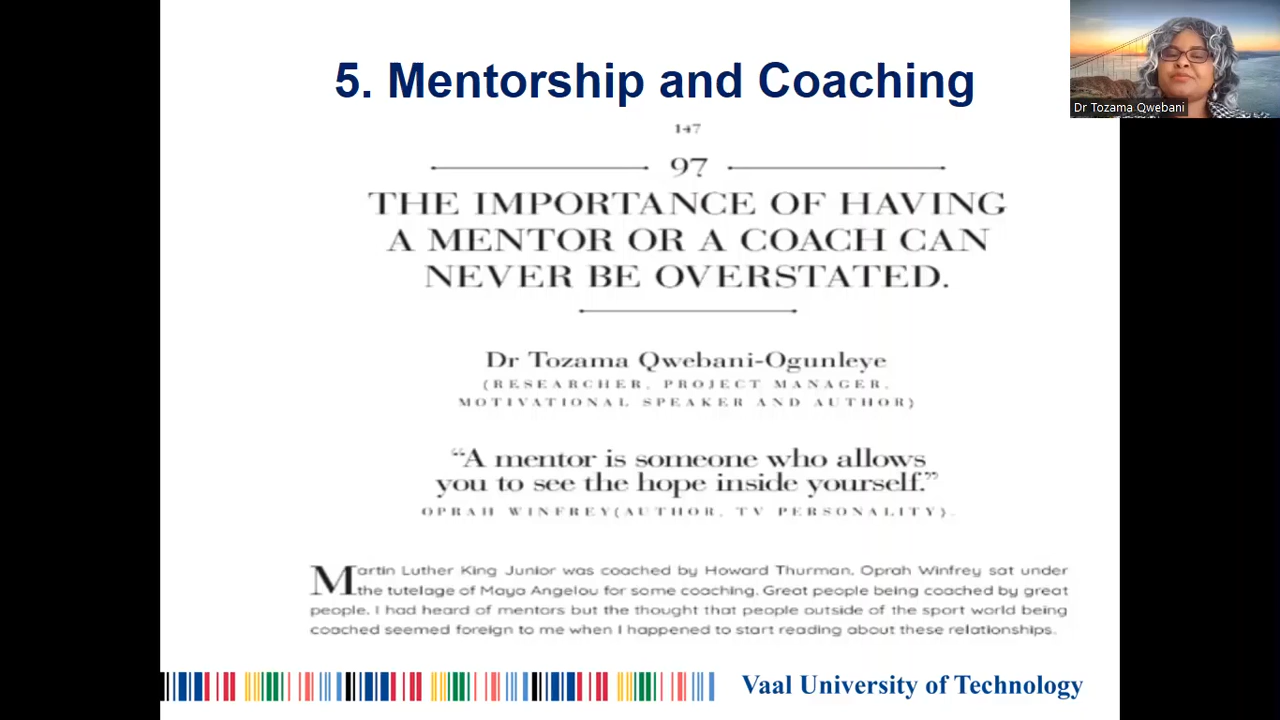 5. Mentorship and Coaching
Dr Tozama Qwebani
147
97
THE IMPORTANCE OF HAVING
A MENTOR OR A COACH CAN
NEVER BE OVERSTATED.
Dr Tozama Qwebani-Ogunleye
(RESEARCHER, PROJECT MANAGER,
MOTIVATIONAL SPEAKER AND AUTHOR)
“A mentor is someone who allows
you to see the hope inside yourself.”
OPRAH WINFREY(AUTHOR, TV PERSONALITY).
Martin Luther King Junior was coached by Howard Thurman. Oprah Winfrey sat under
the tutelage of Maya Angelou for some coaching. Great people being coached by great
people. I had heard of mentors but the thought that people outside of the sport world being
coached seemed foreign to me when I happened to start reading about these relationships.
Vaal University of Technology